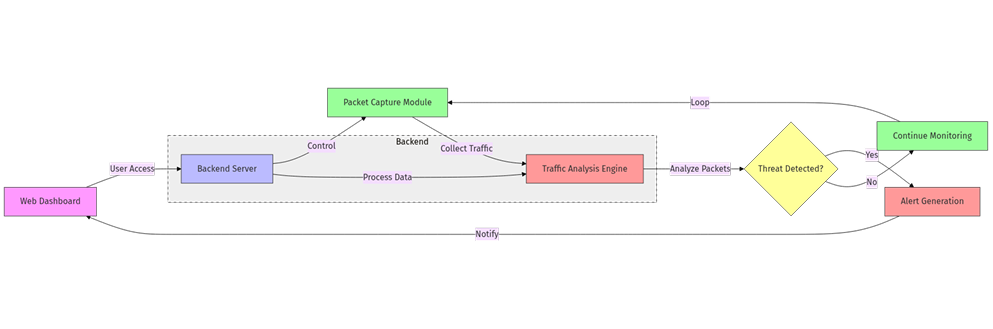 Packet Capture Module
Loop
Continue Monitoring
Backend
Control
Collect Traffic
Yes
User Access
Backend Server
Process Data
Traffic Analysis Engine
Analyze Packets
Threat Detected?
No
Web Dashboard
Alert Generation
Notify